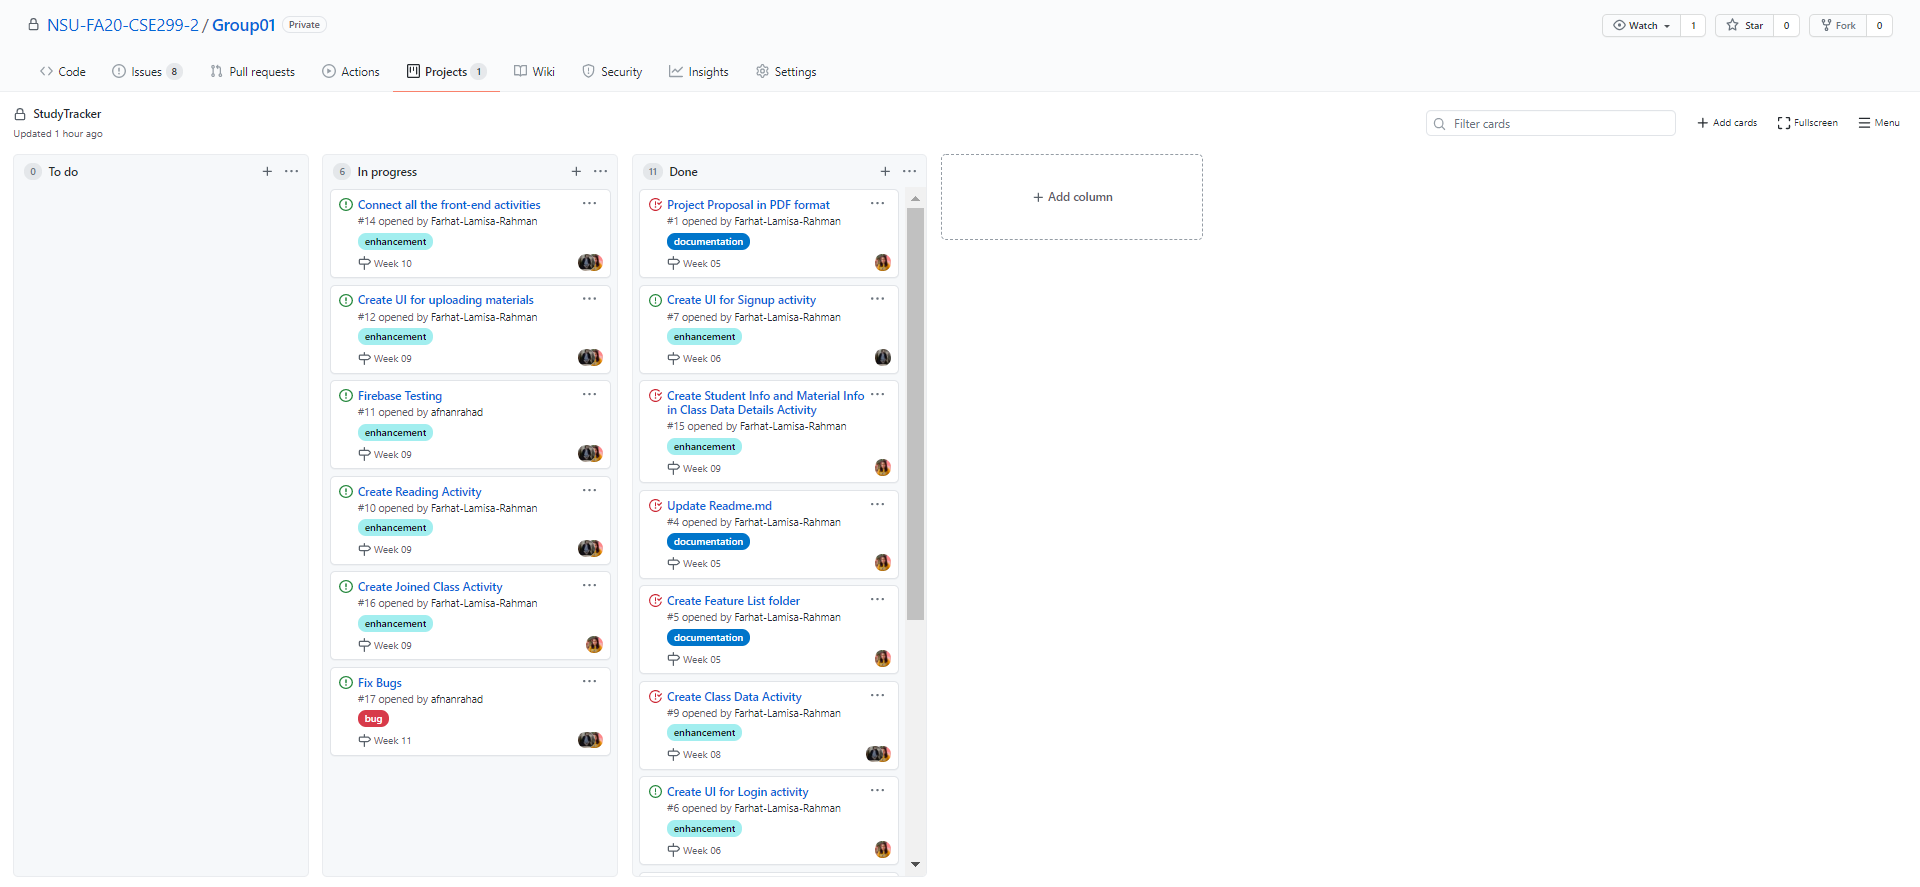 NSU-FA20-CSE299-2 / Group01 Private
Watch 1 Star 0 Fork 0
Code Issues 8 Pull requests Actions Projects 1 Wiki Security Insights Settings
StudyTracker
Updated 1 hour ago
Filter cards
Add cards Fullscreen Menu
0 To do
6 In progress
Connect all the front-end activities
#14 opened by Farhat-Lamisa-Rahman
enhancement
Week 10
Create UI for uploading materials
#12 opened by Farhat-Lamisa-Rahman
enhancement
Week 09
Firebase Testing
#11 opened by afnanrahad
enhancement
Week 09
Create Reading Activity
#10 opened by Farhat-Lamisa-Rahman
enhancement
Week 09
Create Joined Class Activity
#16 opened by Farhat-Lamisa-Rahman
enhancement
Week 09
Fix Bugs
#17 opened by afnanrahad
bug
Week 11
11 Done
Project Proposal in PDF format
#1 opened by Farhat-Lamisa-Rahman
documentation
Week 05
Create UI for Signup activity
#7 opened by Farhat-Lamisa-Rahman
enhancement
Week 06
Create Student Info and Material Info
in Class Data Details Activity
#15 opened by Farhat-Lamisa-Rahman
enhancement
Week 09
Update Readme.md
#4 opened by Farhat-Lamisa-Rahman
documentation
Week 05
Create Feature List folder
#5 opened by Farhat-Lamisa-Rahman
documentation
Week 05
Create Class Data Activity
#9 opened by Farhat-Lamisa-Rahman
enhancement
Week 08
Create UI for Login activity
#6 opened by Farhat-Lamisa-Rahman
enhancement
Week 06
+ Add column